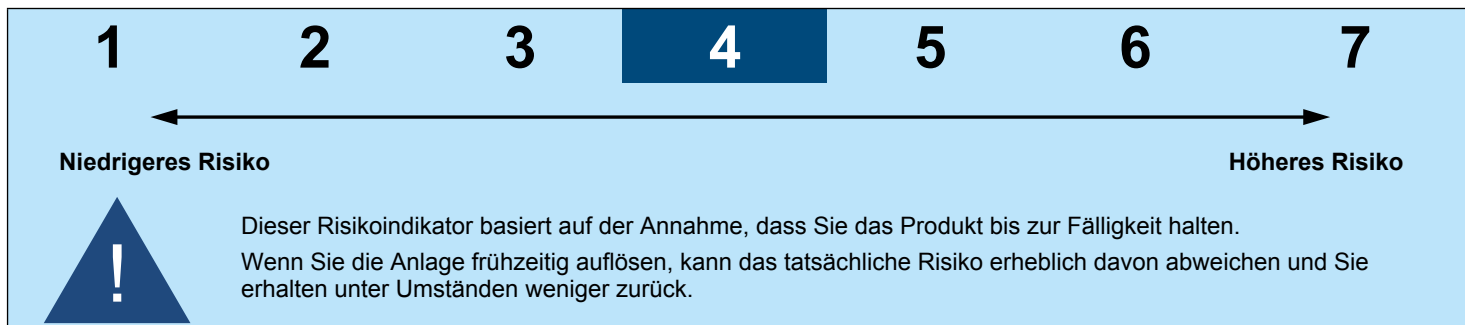 1 2 3 4 5 6 7
Niedrigeres Risiko Höheres Risiko
!
Dieser Risikoindikator basiert auf der Annahme, dass Sie das Produkt bis zur Fälligkeit halten.
Wenn Sie die Anlage frühzeitig auflösen, kann das tatsächliche Risiko erheblich davon abweichen und Sie
erhalten unter Umständen weniger zurück.